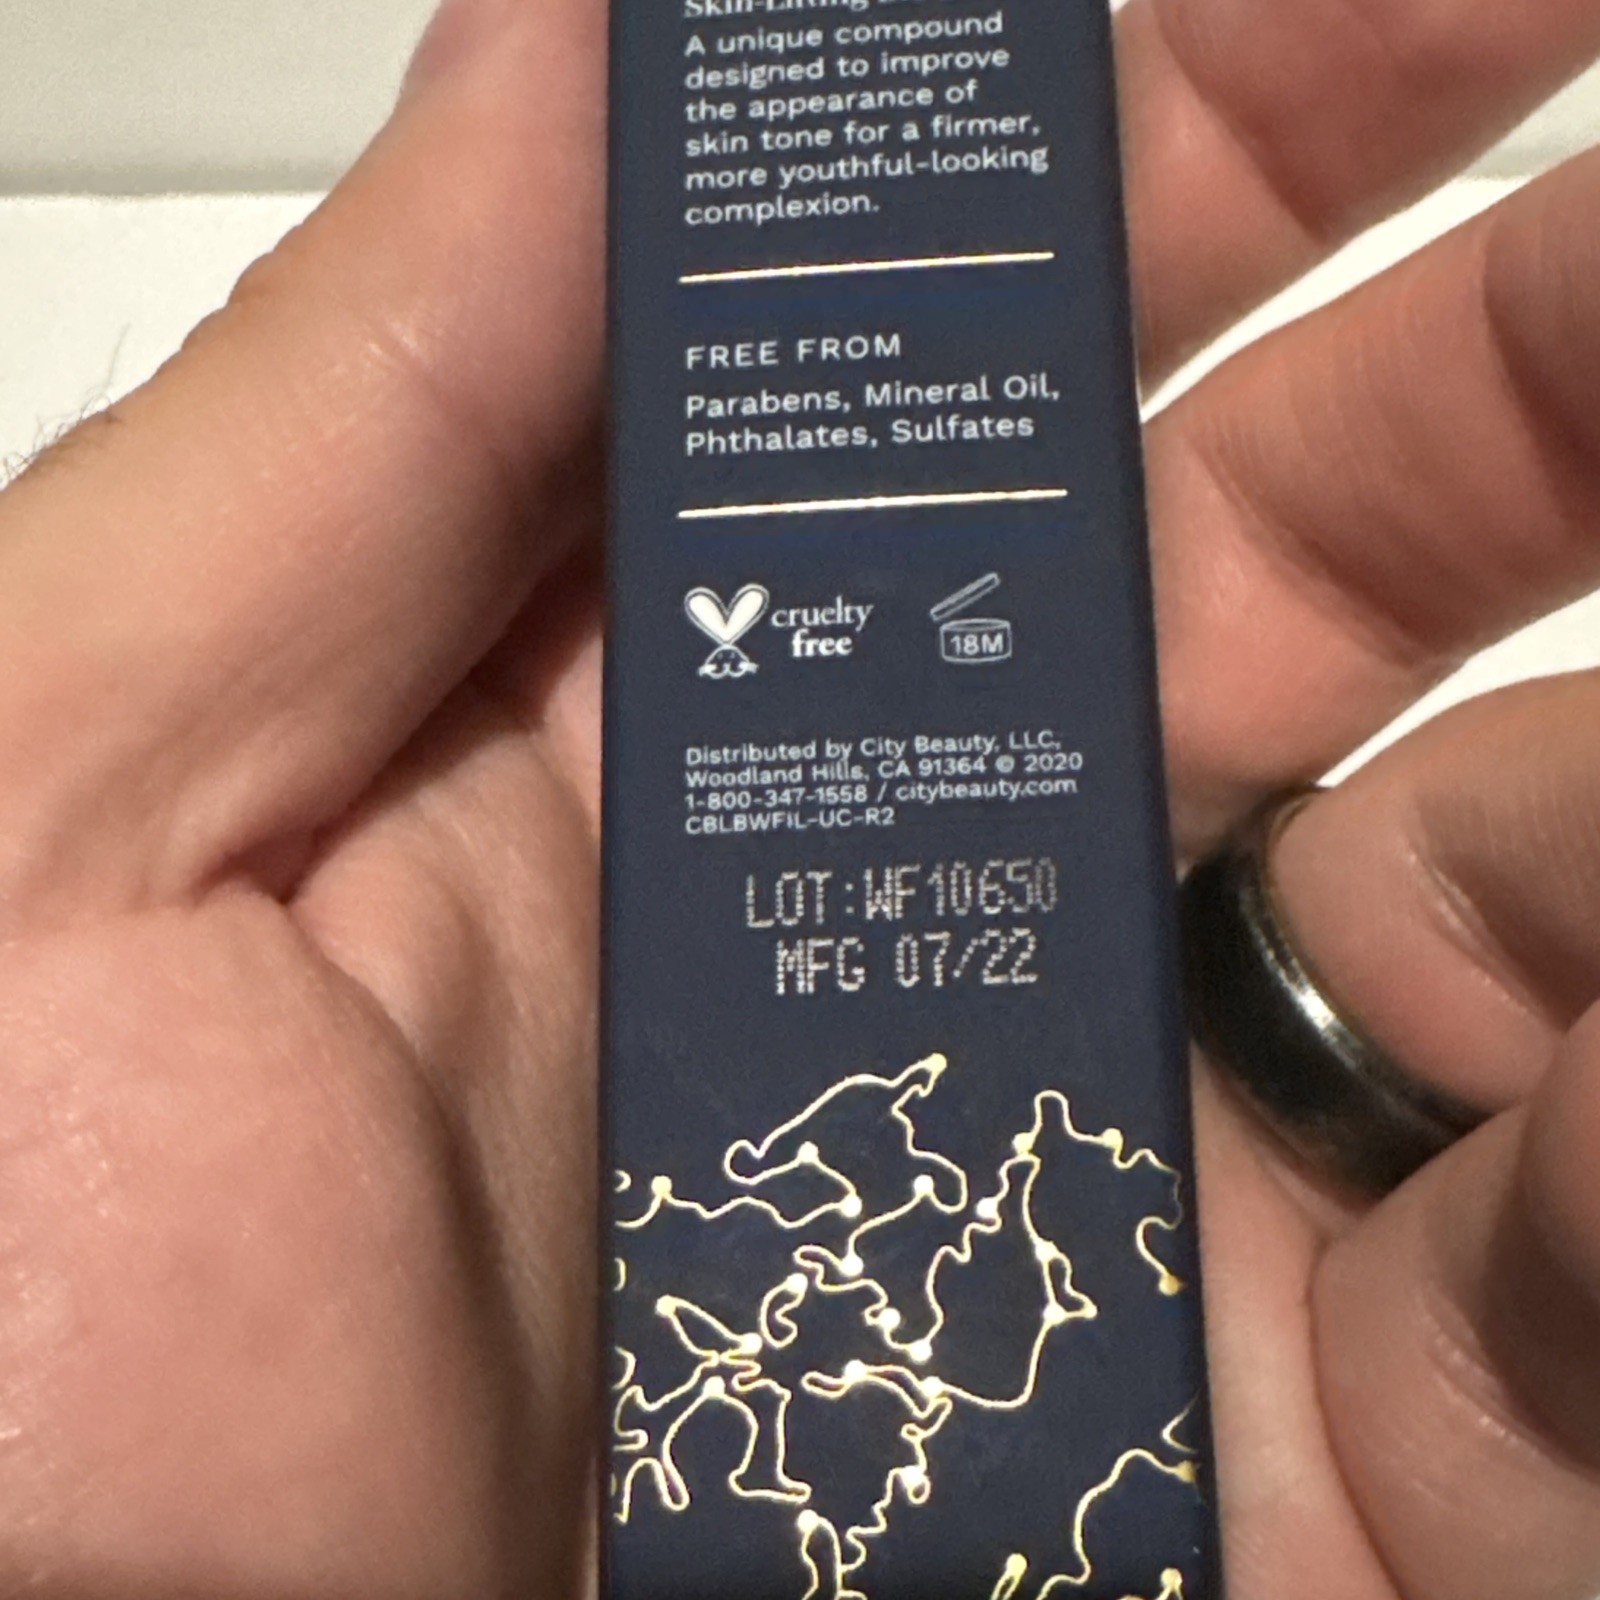 Skin-Lifting
A unique compound
designed to improve
the appearance of
skin tone for a firmer,
more youthful-looking
complexion.
FREE FROM
Parabens, Mineral Oil,
Phthalates, Sulfates
cruelty
free
18M
Distributed by City Beauty, LLC,
Woodland Hills, CA 91364 © 2020
1-800-347-1558 / citybeauty.com
CBLBWFIL-UC-R2
LOT:WF10650
MFG 07/22